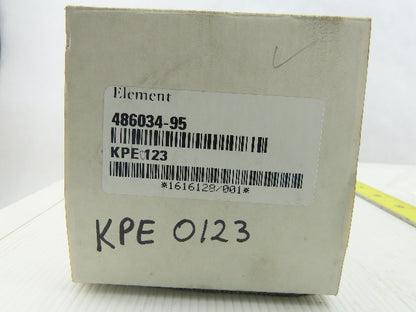 Element
486034-95
KPE 123
*1616128/001*
KPE 0123